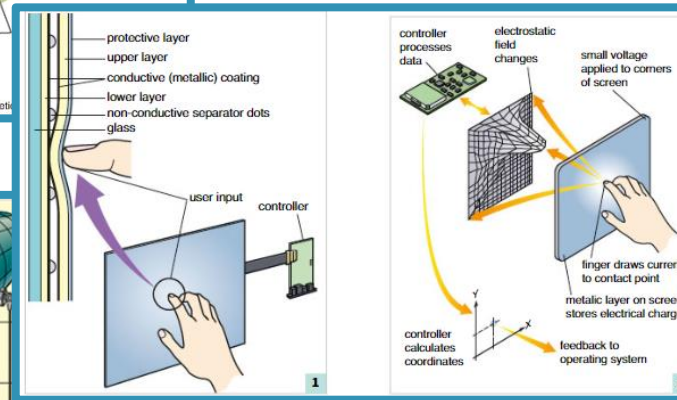 protective layer
upper layer
conductive (metallic) coating
lower layer
non-conductive separator dots
glass
user input
controller
1
controller
processes
data
electrostatic
field
changes
small voltage
applied to corners
of screen
finger draws curren
to contact point
metalic layer on scree
stores electrical charg
Y
X
controller
calculates
coordinates
feedback to
operating system